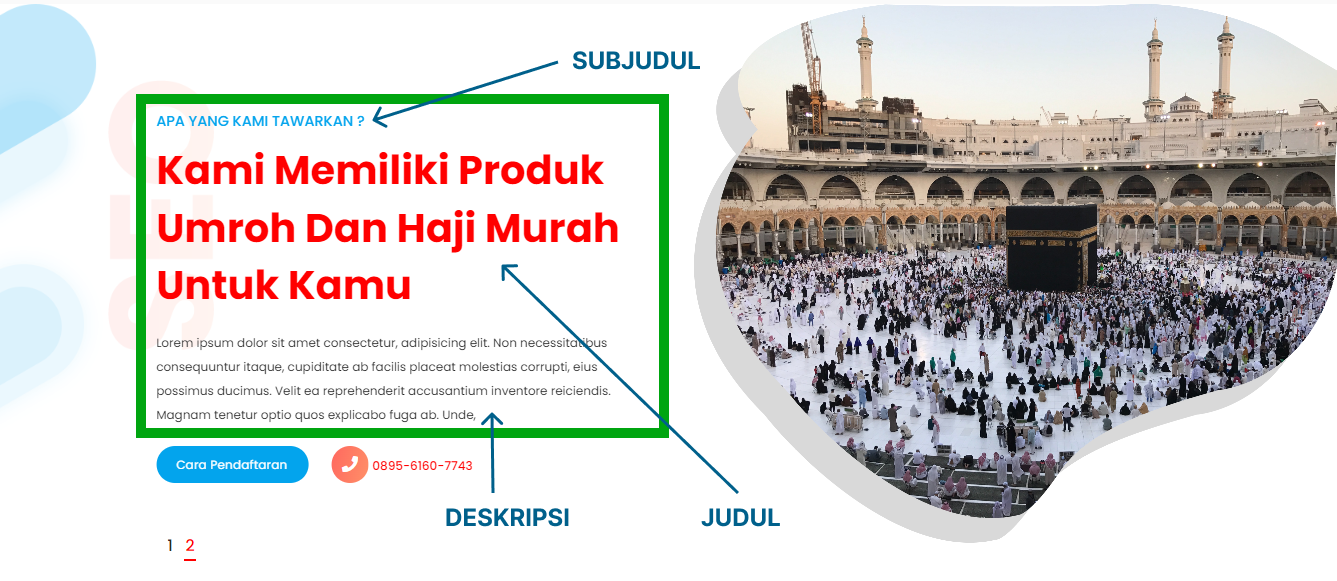 SUBJUDUL
APA YANG KAMI TAWARKAN ?
Kami Memiliki Produk
Umroh Dan Haji Murah
Untuk Kamu
Lorem ipsum dolor sit amet consectetur, adipisicing elit. Non necessitatibus
consequuntur itaque, cupiditate ab facilis placeat molestias corrupti, eius
possimus ducimus. Velit ea reprehenderit accusantium inventore reiciendis.
Magnam tenetur optio quos explicabo fuga ab. Unde,
Cara Pendaftaran
0895-6160-7743
DESKRIPSI
JUDUL
1 2
SEO